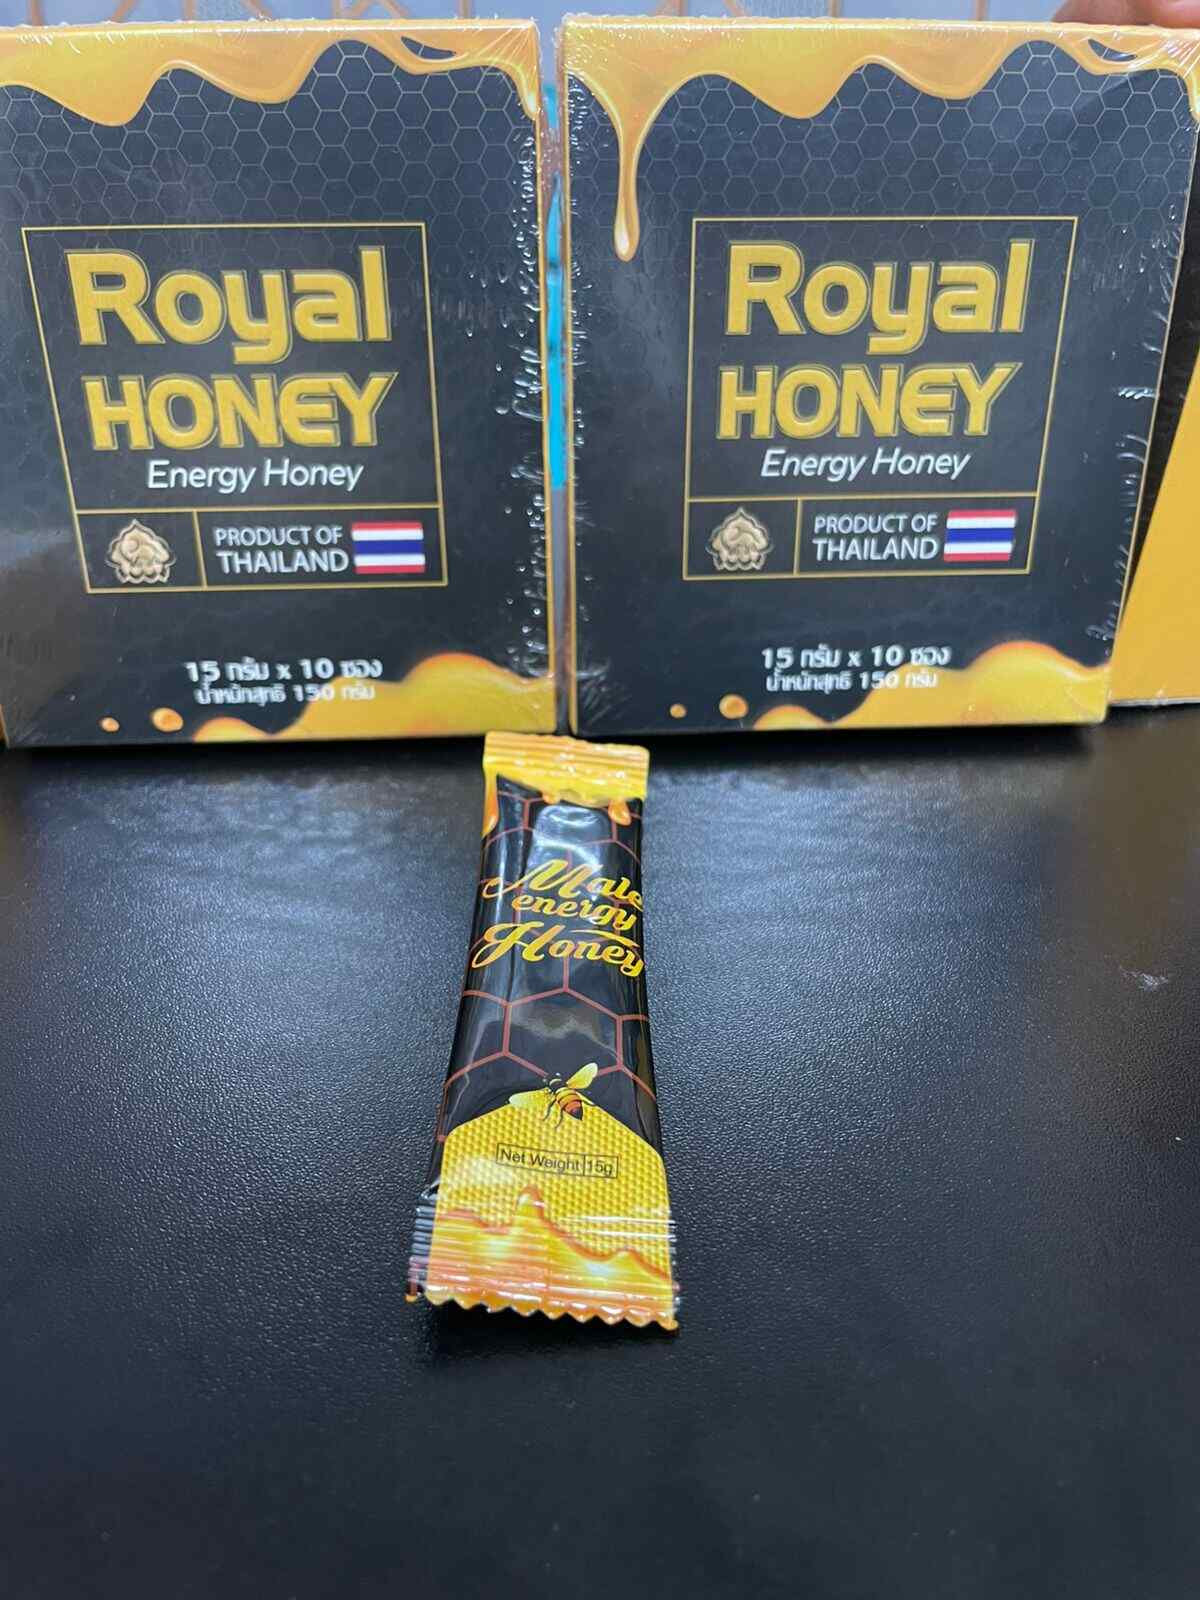 Royal
HONEY
Energy Honey
PRODUCT OF
THAILAND
15 กรัม x 10 ซอง
น้ำหนักสุทธิ 150 กรัม
Royal
HONEY
Energy Honey
PRODUCT OF
THAILAND
15 กรัม x 10 ซอง
น้ำหนักสุทธิ 150 กรัม
Male
energy
Honey
Net Weight 15g